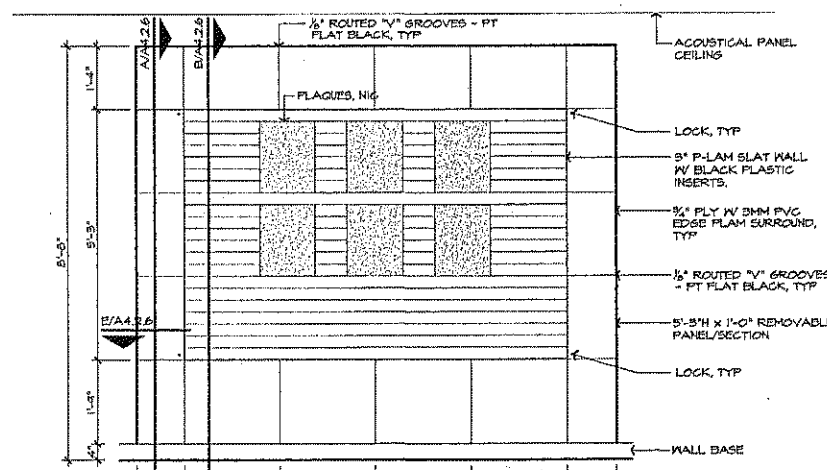 1/8" ROUTED "V" GROOVES - PT
FLAT BLACK, TYP
ACOUSTICAL PANEL
CEILING
A/A4.2.6
B/A4.2.6
1'-4"
PLAQUES, NIC
LOCK, TYP
3" P-LAM SLAT WALL
W/ BLACK PLASTIC
INSERTS.
3/4" PLY W/ 3MM PVC
EDGE PLAM SURROUND,
TYP
5'-3"
8'-8"
1/8" ROUTED "V" GROOVES
- PT FLAT BLACK, TYP
E/A4.2.6
5'-3"H x 1'-0" REMOVABLE
PANEL/SECTION
LOCK, TYP
1'-9"
4"
WALL BASE